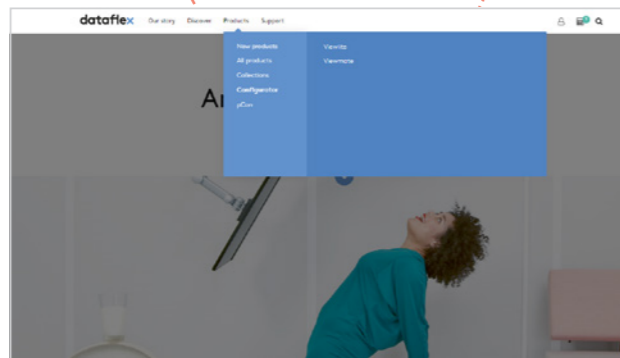 dataflex Our story Discover Products Support
New products Viewlite
All products Viewmate
Collections
Configurator
pCon
Ar